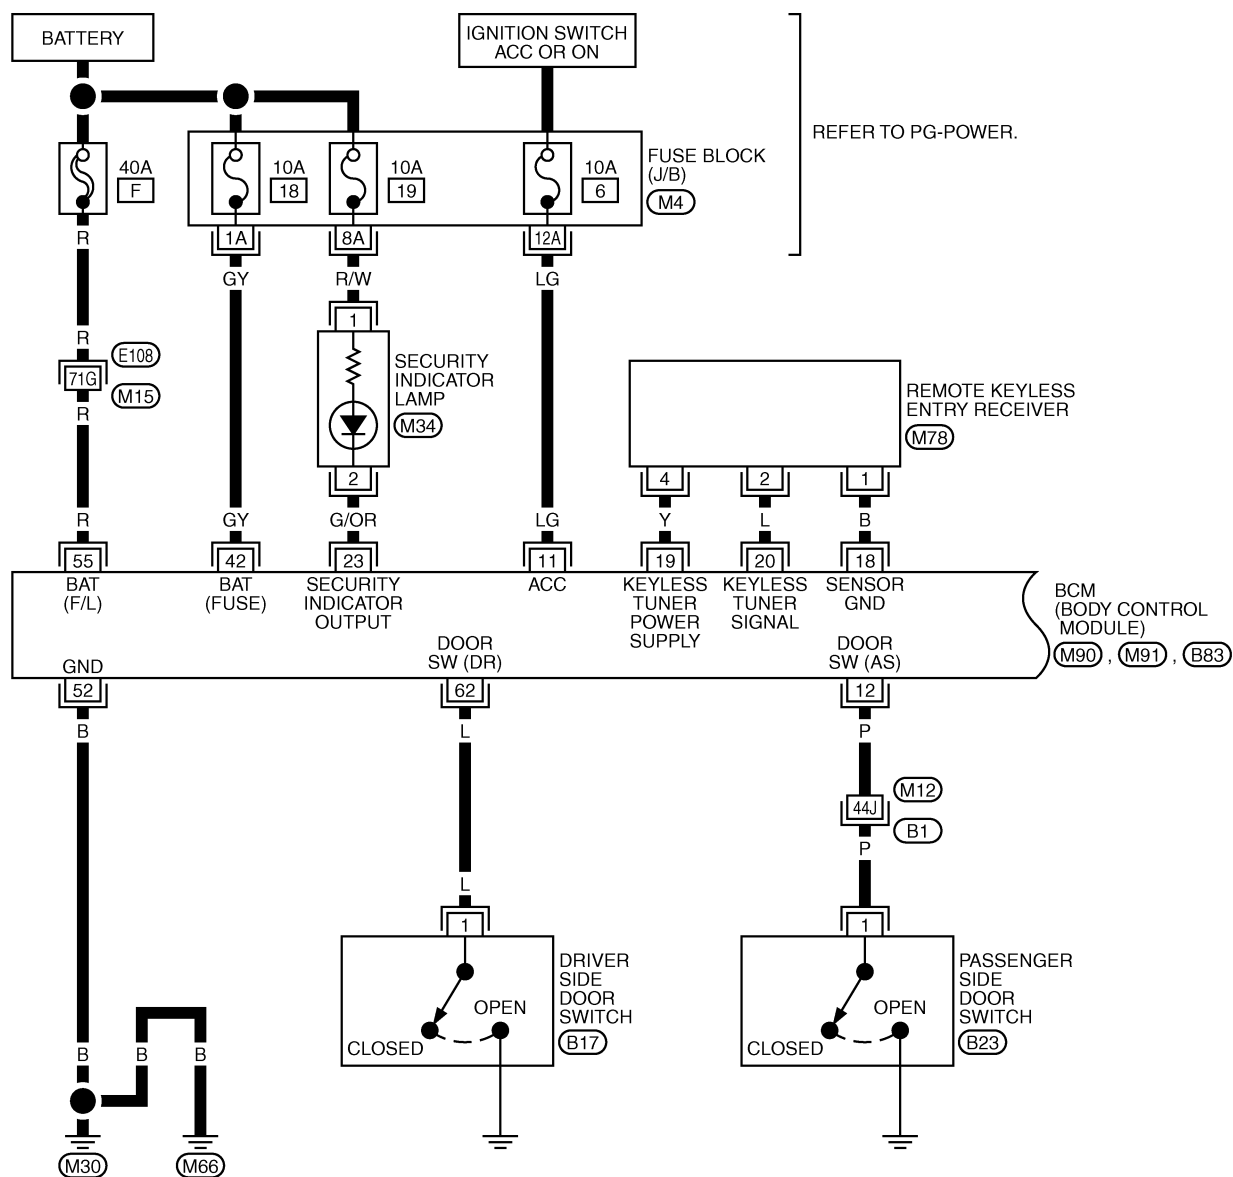 BATTERY
IGNITION SWITCH
ACC OR ON
REFER TO PG-POWER.
40A
F
10A
18
10A
19
10A
6
FUSE BLOCK
(J/B)
M4
1A
8A
12A
R
GY
R/W
LG
R
E108
71G
M15
R
1
SECURITY
INDICATOR
LAMP
M34
2
REMOTE KEYLESS
ENTRY RECEIVER
M78
4
2
1
R
GY
G/OR
LG
Y
L
B
55
42
23
11
19
20
18
BAT
(F/L)
BAT
(FUSE)
SECURITY
INDICATOR
OUTPUT
ACC
KEYLESS
TUNER
POWER
SUPPLY
KEYLESS
TUNER
SIGNAL
SENSOR
GND
BCM
(BODY CONTROL
MODULE)
M90 , M91 , B83
GND
DOOR
SW (DR)
DOOR
SW (AS)
52
62
12
B
L
P
M12
44J
B1
P
L
1
1
DRIVER
SIDE
DOOR
SWITCH
B17
OPEN
CLOSED
PASSENGER
SIDE
DOOR
SWITCH
B23
OPEN
CLOSED
B
B
B
M30
M66